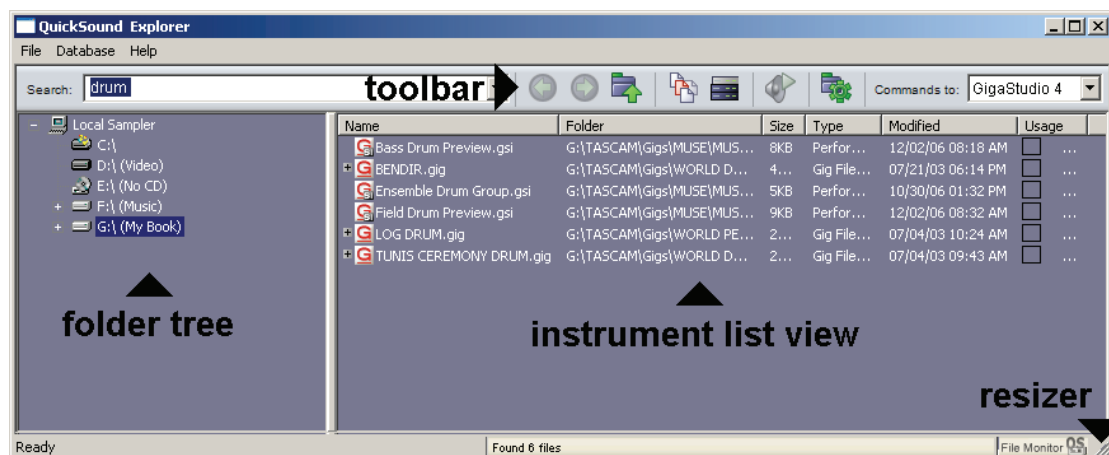 QuickSound Explorer
File Database Help
Search: drum
toolbar
Commands to: GigaStudio 4
Local Sampler
C:\
D:\ (Video)
E:\ (No CD)
F:\ (Music)
G:\ (My Book)
folder tree
Name Folder Size Type Modified Usage
Bass Drum Preview.gsi G:\TASCAM\Gigs\MUSE\MUS... 8KB Perfor... 12/02/06 08:18 AM ...
BENDIR.gig G:\TASCAM\Gigs\WORLD D... 4... Gig File... 07/21/03 06:14 PM ...
Ensemble Drum Group.gsi G:\TASCAM\Gigs\MUSE\MUS... 5KB Perfor... 10/30/06 01:32 PM ...
Field Drum Preview.gsi G:\TASCAM\Gigs\MUSE\MUS... 9KB Perfor... 12/02/06 08:32 AM ...
LOG DRUM.gig G:\TASCAM\Gigs\WORLD PE... 2... Gig File... 07/04/03 10:24 AM ...
TUNIS CEREMONY DRUM.gig G:\TASCAM\Gigs\WORLD D... 2... Gig File... 07/04/03 09:43 AM ...
instrument list view
resizer
Ready
Found 6 files
File Monitor QS